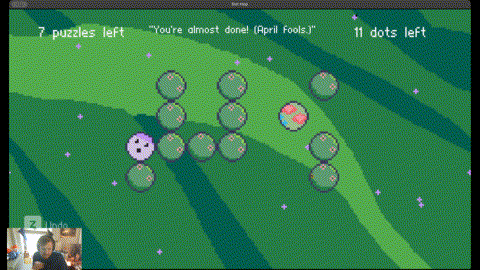 7 puzzles left
"You're almost done! (April fools.)"
11 dots left
Z Undo